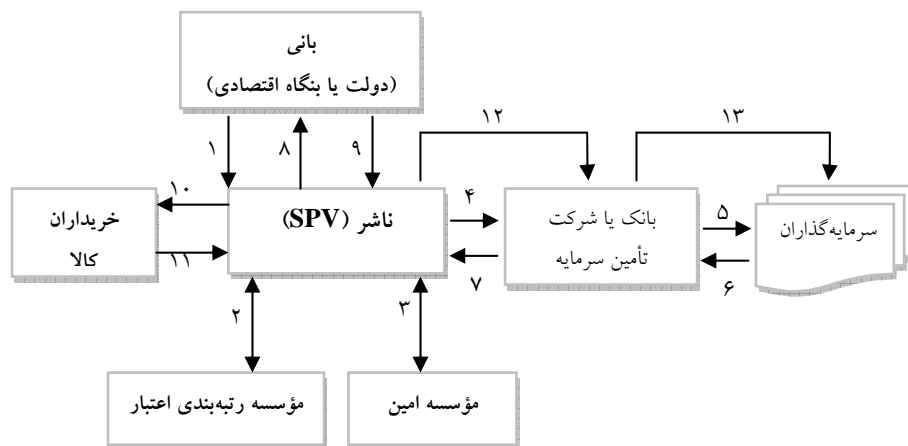 بانی
(دولت یا بنگاه اقتصادی)
۱
۸
۹
۱۲
۱۳
خریداران
کالا
۱۰
۱۱
ناشر (SPV)
۴
۷
بانک یا شرکت
تأمین سرمایه
۵
۶
سرمایه‌گذاران
۲
۳
مؤسسه رتبه‌بندی اعتبار
مؤسسه امین